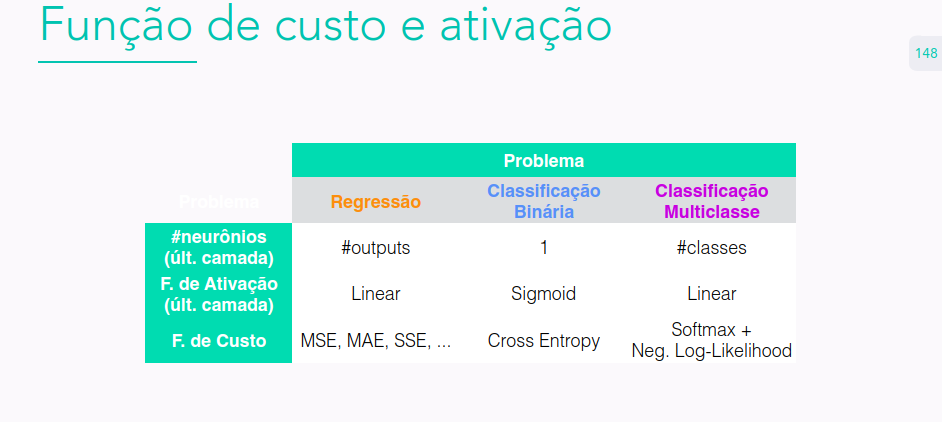 Função de custo e ativação
148
Problema
Problema
Regressão
Classificação
Binária
Classificação
Multiclasse
#neurônios
(últ. camada)
#outputs
1
#classes
F. de Ativação
(últ. camada)
Linear
Sigmoid
Linear
F. de Custo
MSE, MAE, SSE, ...
Cross Entropy
Softmax +
Neg. Log-Likelihood